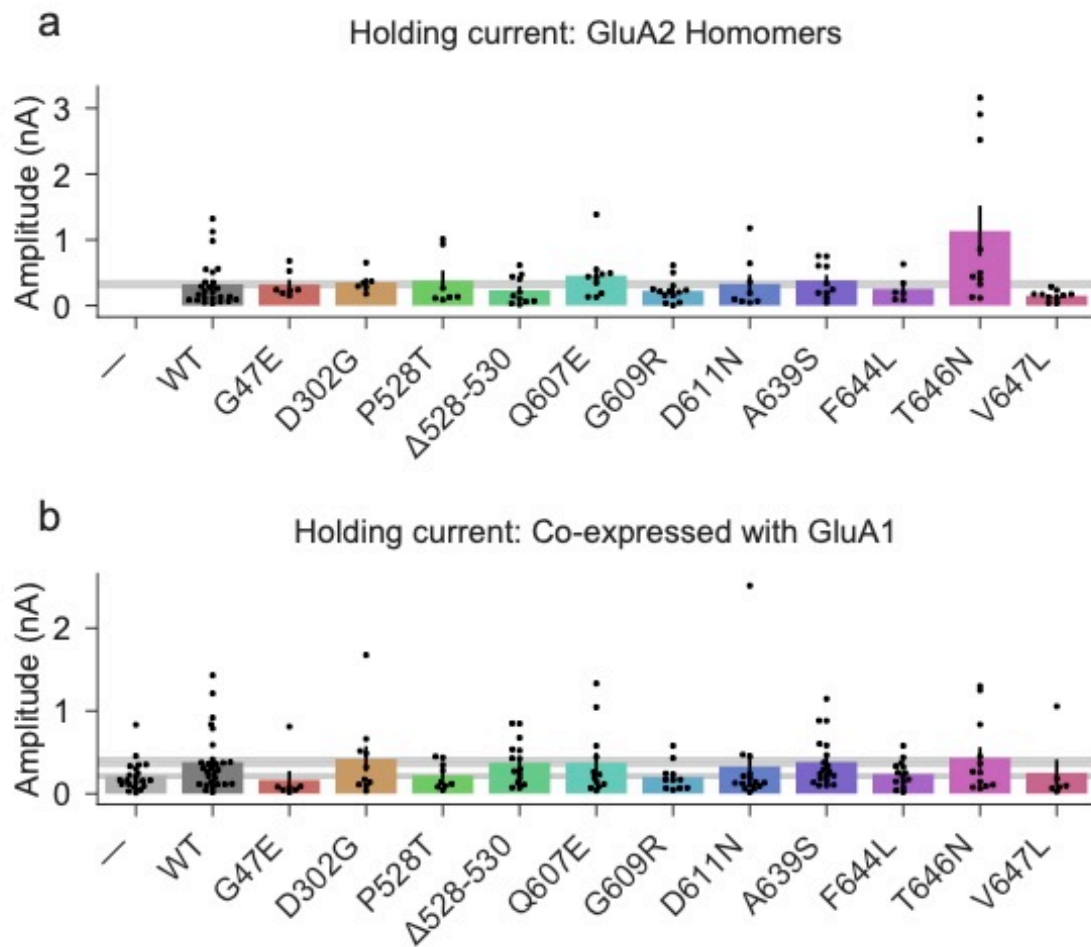 a
Holding current: GluA2 Homomers
Amplitude (nA)
3
2
1
0
— WT G47E D302G P528T Δ528-530 Q607E G609R D611N A639S F644L T646N V647L
b
Holding current: Co-expressed with GluA1
Amplitude (nA)
2
1
0
— WT G47E D302G P528T Δ528-530 Q607E G609R D611N A639S F644L T646N V647L